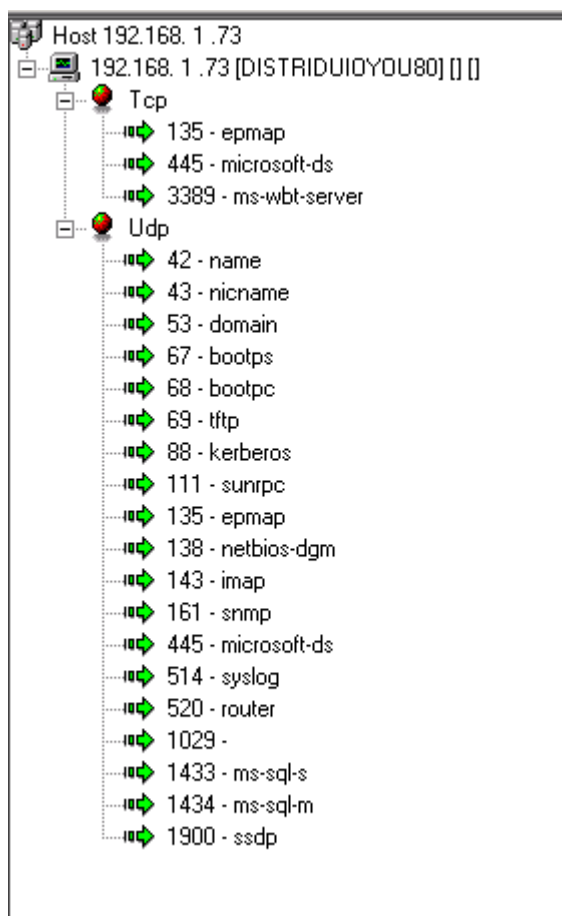 Host 192.168. 1 .73
192.168. 1 .73 [DISTRIDUIOYOU80] [] []
Tcp
135 - epmap
445 - microsoft-ds
3389 - ms-wbt-server
Udp
42 - name
43 - nicname
53 - domain
67 - bootps
68 - bootpc
69 - tftp
88 - kerberos
111 - sunrpc
135 - epmap
138 - netbios-dgm
143 - imap
161 - snmp
445 - microsoft-ds
514 - syslog
520 - router
1029 -
1433 - ms-sql-s
1434 - ms-sql-m
1900 - ssdp